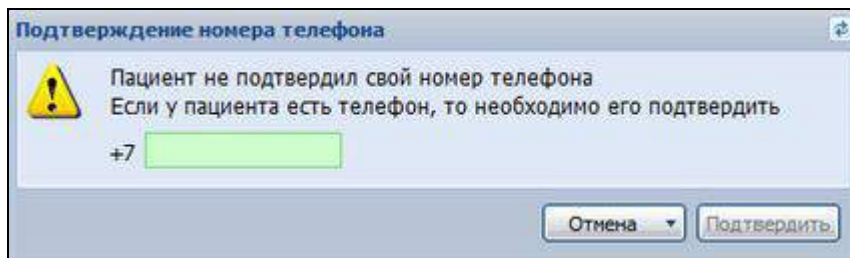 Подтверждение номера телефона
Пациент не подтвердил свой номер телефона
Если у пациента есть телефон, то необходимо его подтвердить
+7
Отмена
Подтвердить